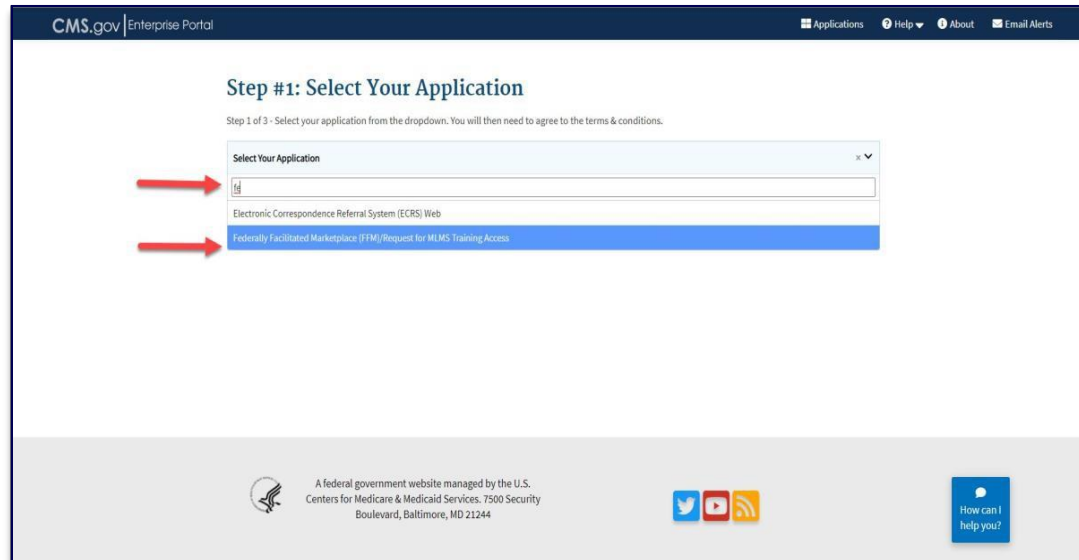 CMS.gov Enterprise Portal
Applications Help About Email Alerts
Step #1: Select Your Application
Step 1 of 3 - Select your application from the dropdown. You will then need to agree to the terms & conditions.
Select Your Application
fe
Electronic Correspondence Referral System (ECRS) Web
Federally Facilitated Marketplace (FFM)/Request for MLMS Training Access
A federal government website managed by the U.S.
Centers for Medicare & Medicaid Services. 7500 Security
Boulevard, Baltimore, MD 21244
How can I
help you?